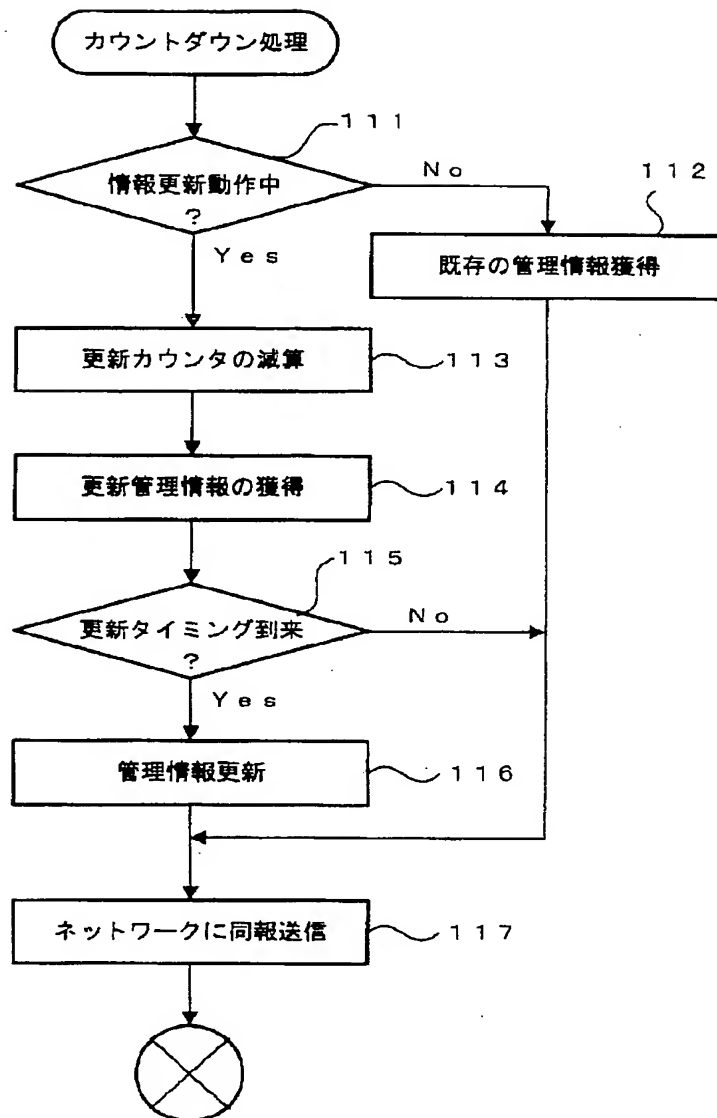 カウントダウン処理
111
情報更新動作中
?
No
112
Yes
既存の管理情報獲得
更新カウンタの減算
113
更新管理情報の獲得
114
115
更新タイミング到来
?
No
Yes
管理情報更新
116
ネットワークに同報送信
117